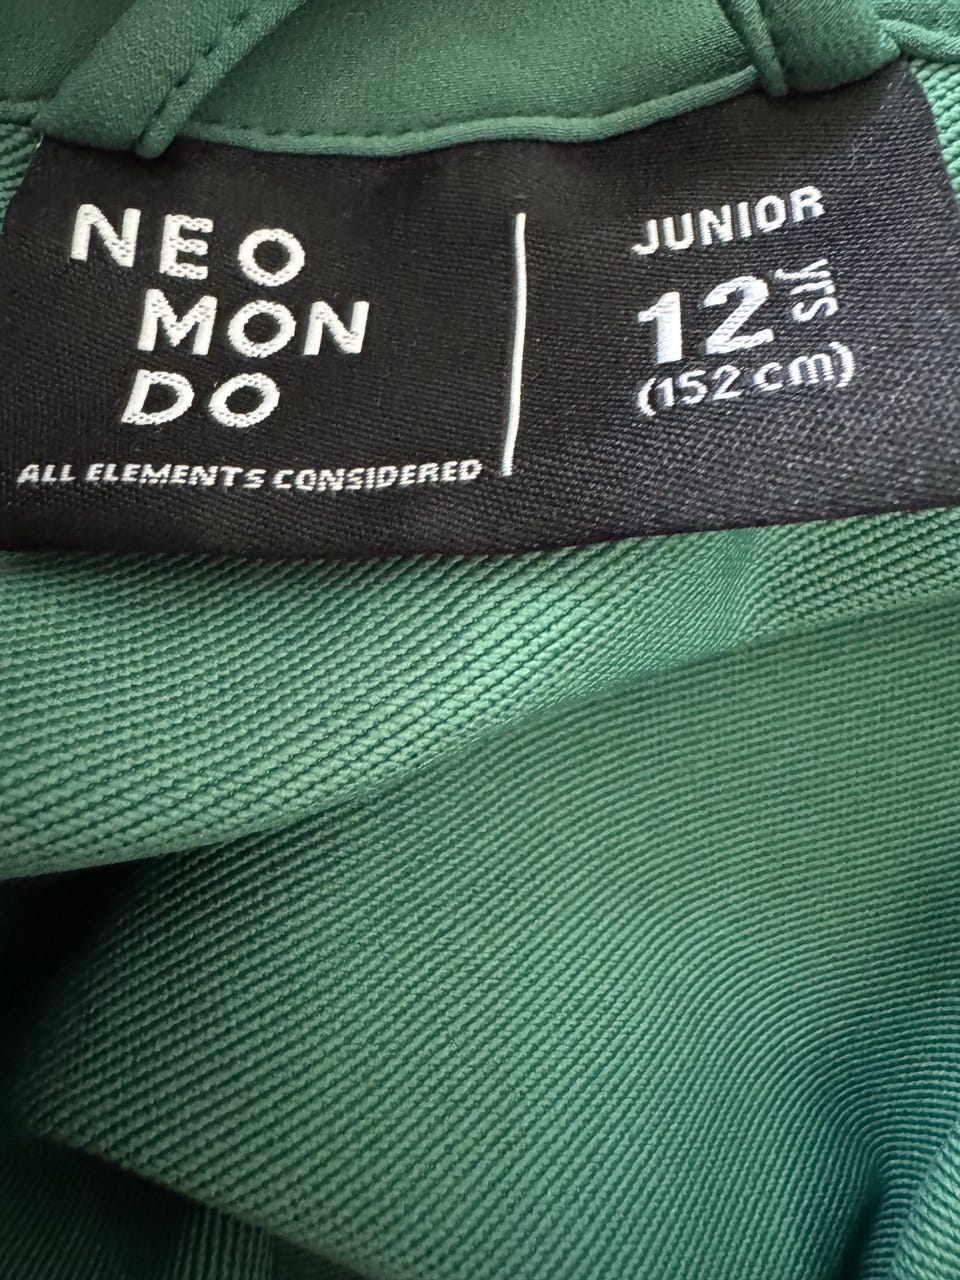 NEO
MON
DO
ALL ELEMENTS CONSIDERED
JUNIOR
12 yrs
(152 cm)